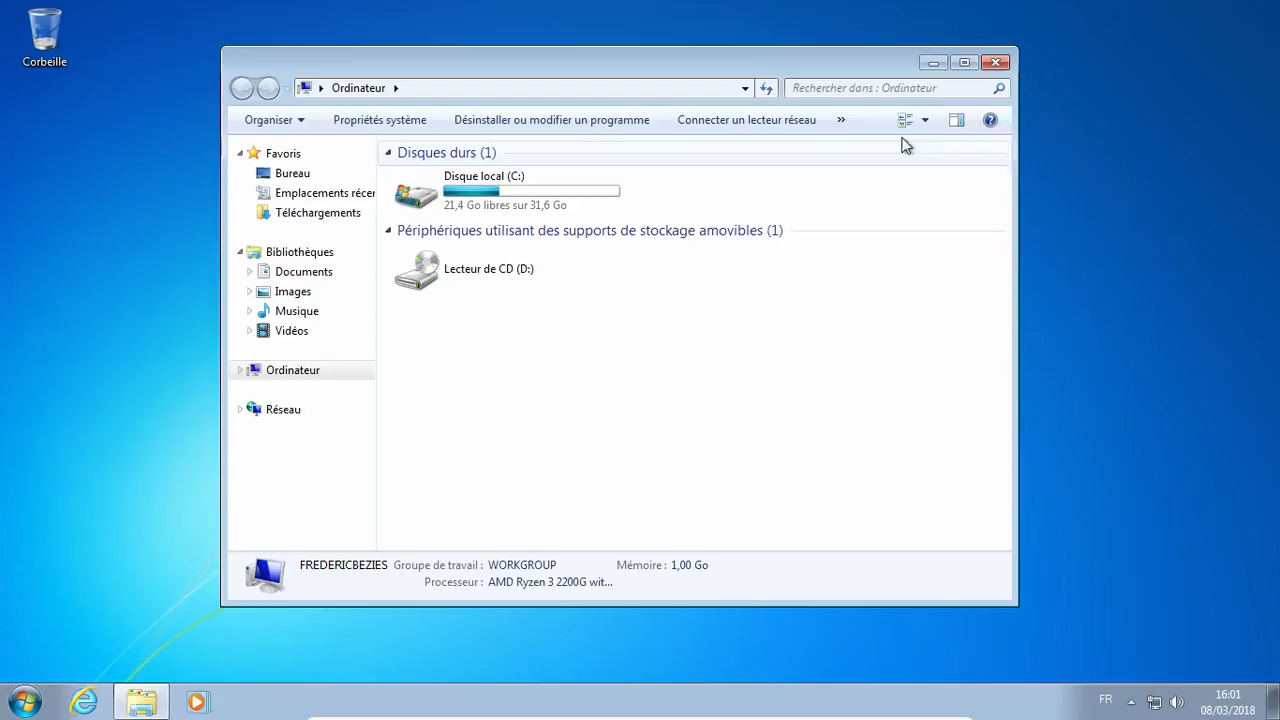 Corbeille
Ordinateur
Rechercher dans : Ordinateur
Organiser
Propriétés système
Désinstaller ou modifier un programme
Connecter un lecteur réseau
»
Favoris
Bureau
Emplacements récer
Téléchargements
Bibliothèques
Documents
Images
Musique
Vidéos
Ordinateur
Réseau
Disques durs (1)
Disque local (C:)
21,4 Go libres sur 31,6 Go
Périphériques utilisant des supports de stockage amovibles (1)
Lecteur de CD (D:)
FREDERICBEZIES Groupe de travail : WORKGROUP Mémoire : 1,00 Go
Processeur : AMD Ryzen 3 2200G wit...
FR
16:01
08/03/2018